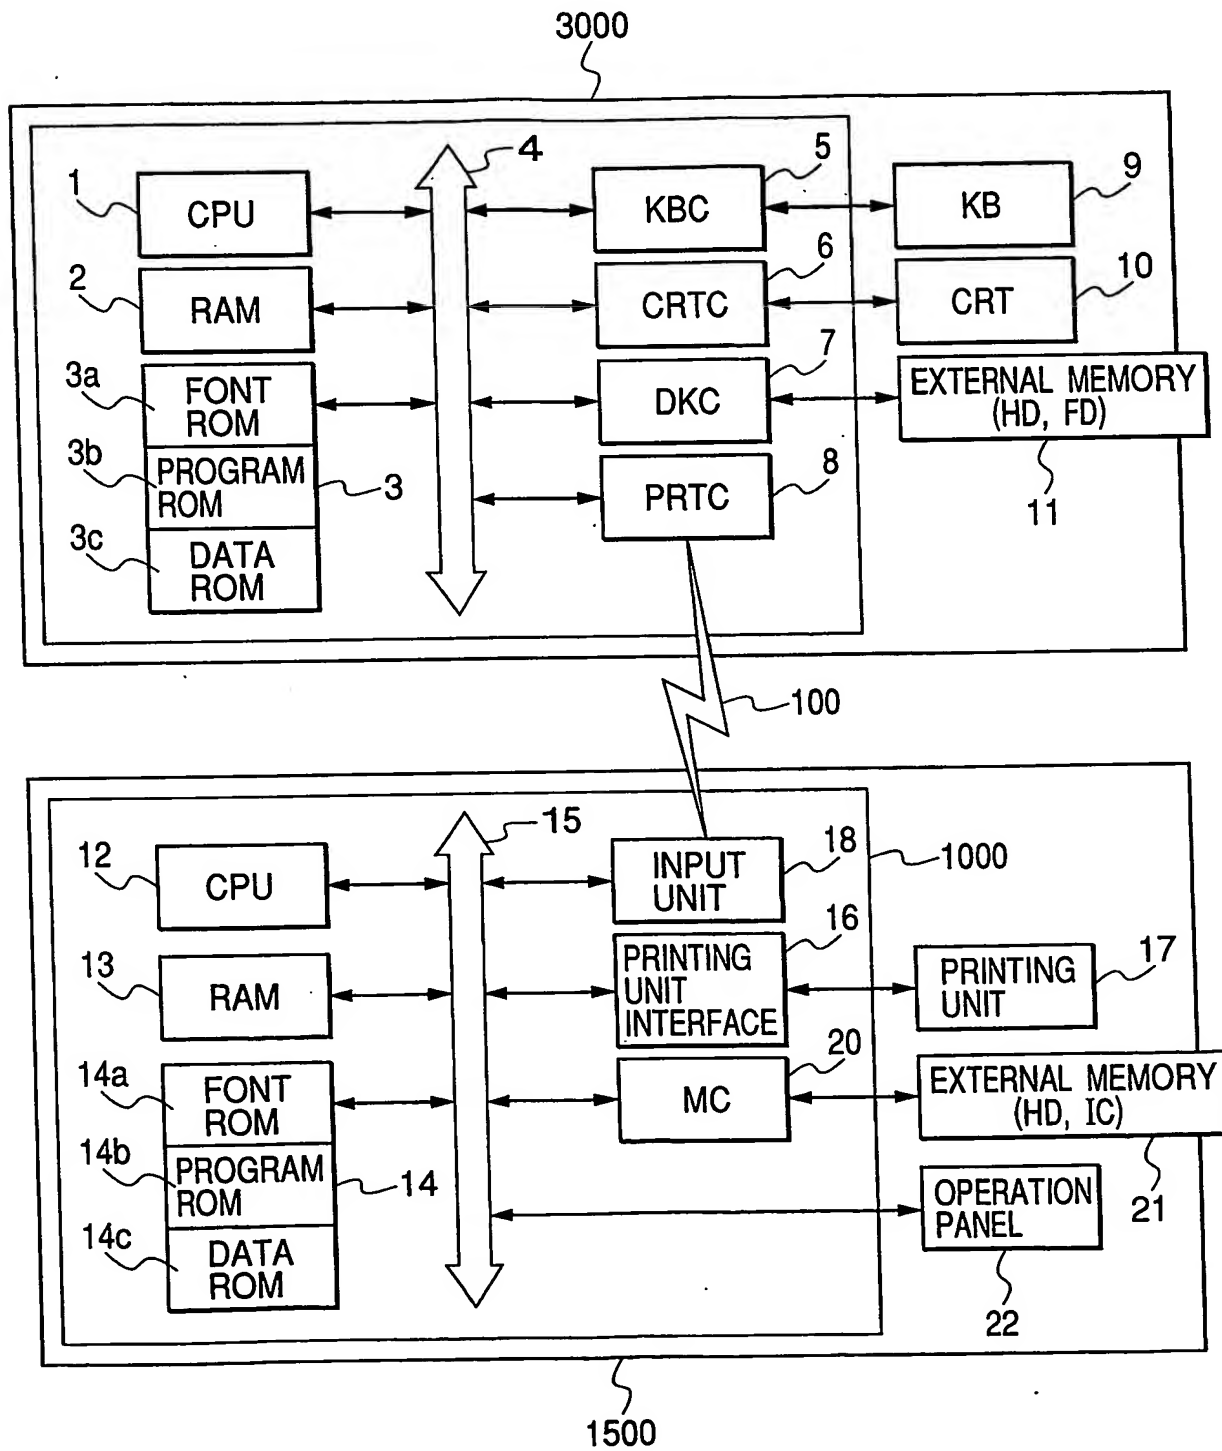 3000
4
5
9
1
CPU
KBC
KB
6
10
2
RAM
CRTC
CRT
7
3a
FONT
ROM
DKC
EXTERNAL MEMORY
(HD, FD)
3b
PROGRAM
ROM
3
8
PRTC
11
3c
DATA
ROM
100
15
12
CPU
INPUT
UNIT
18
1000
16
13
RAM
PRINTING
UNIT
INTERFACE
PRINTING
UNIT
17
20
14a
FONT
ROM
MC
EXTERNAL MEMORY
(HD, IC)
14b
PROGRAM
ROM
14
OPERATION
PANEL
21
14c
DATA
ROM
22
1500